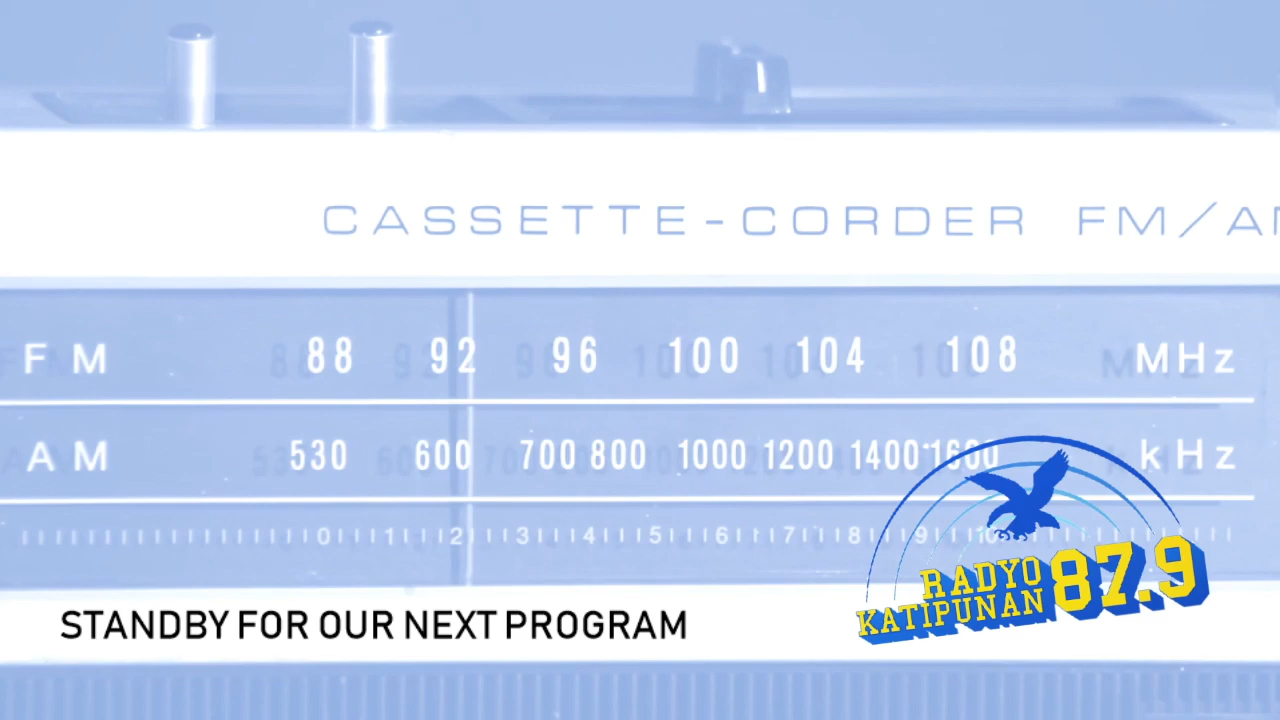 CASSETTE-CORDER FM/AM
FM 88 92 96 100 104 108 MHz
AM 530 600 700 800 1000 1200 1400 1600 kHz
0 1 2 3 4 5 6 7 8 9 10
RADYO
KATIPUNAN 87.9
STANDBY FOR OUR NEXT PROGRAM